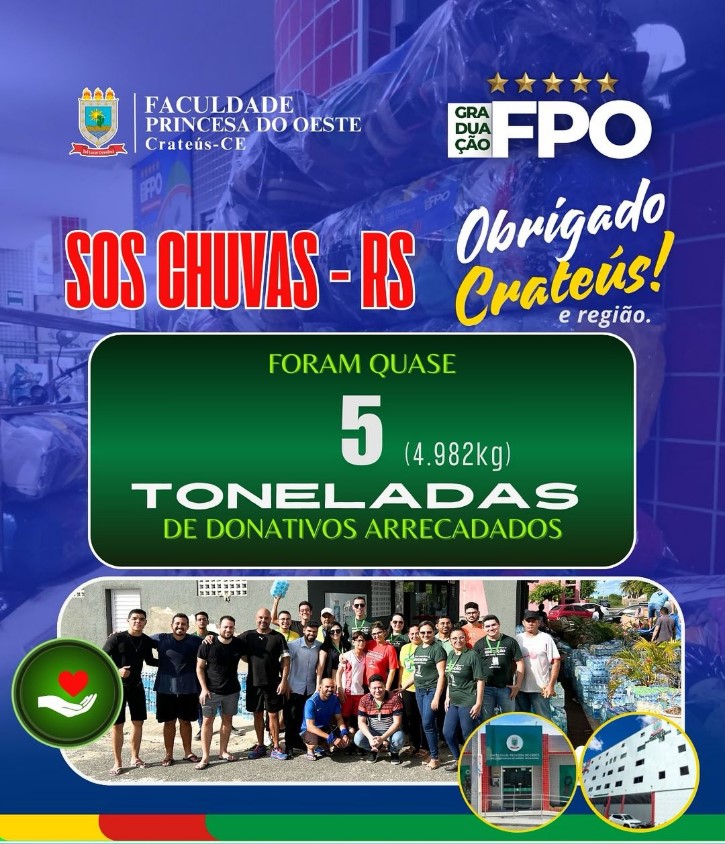 FACULDADE
PRINCESA DO OESTE
Crateús-CE
GRA
DUA
ÇÃO
FPO
SOS CHUVAS - RS
Obrigado
Crateús!
e região.
FORAM QUASE
5 (4.982kg)
TONELADAS
DE DONATIVOS ARRECADADOS